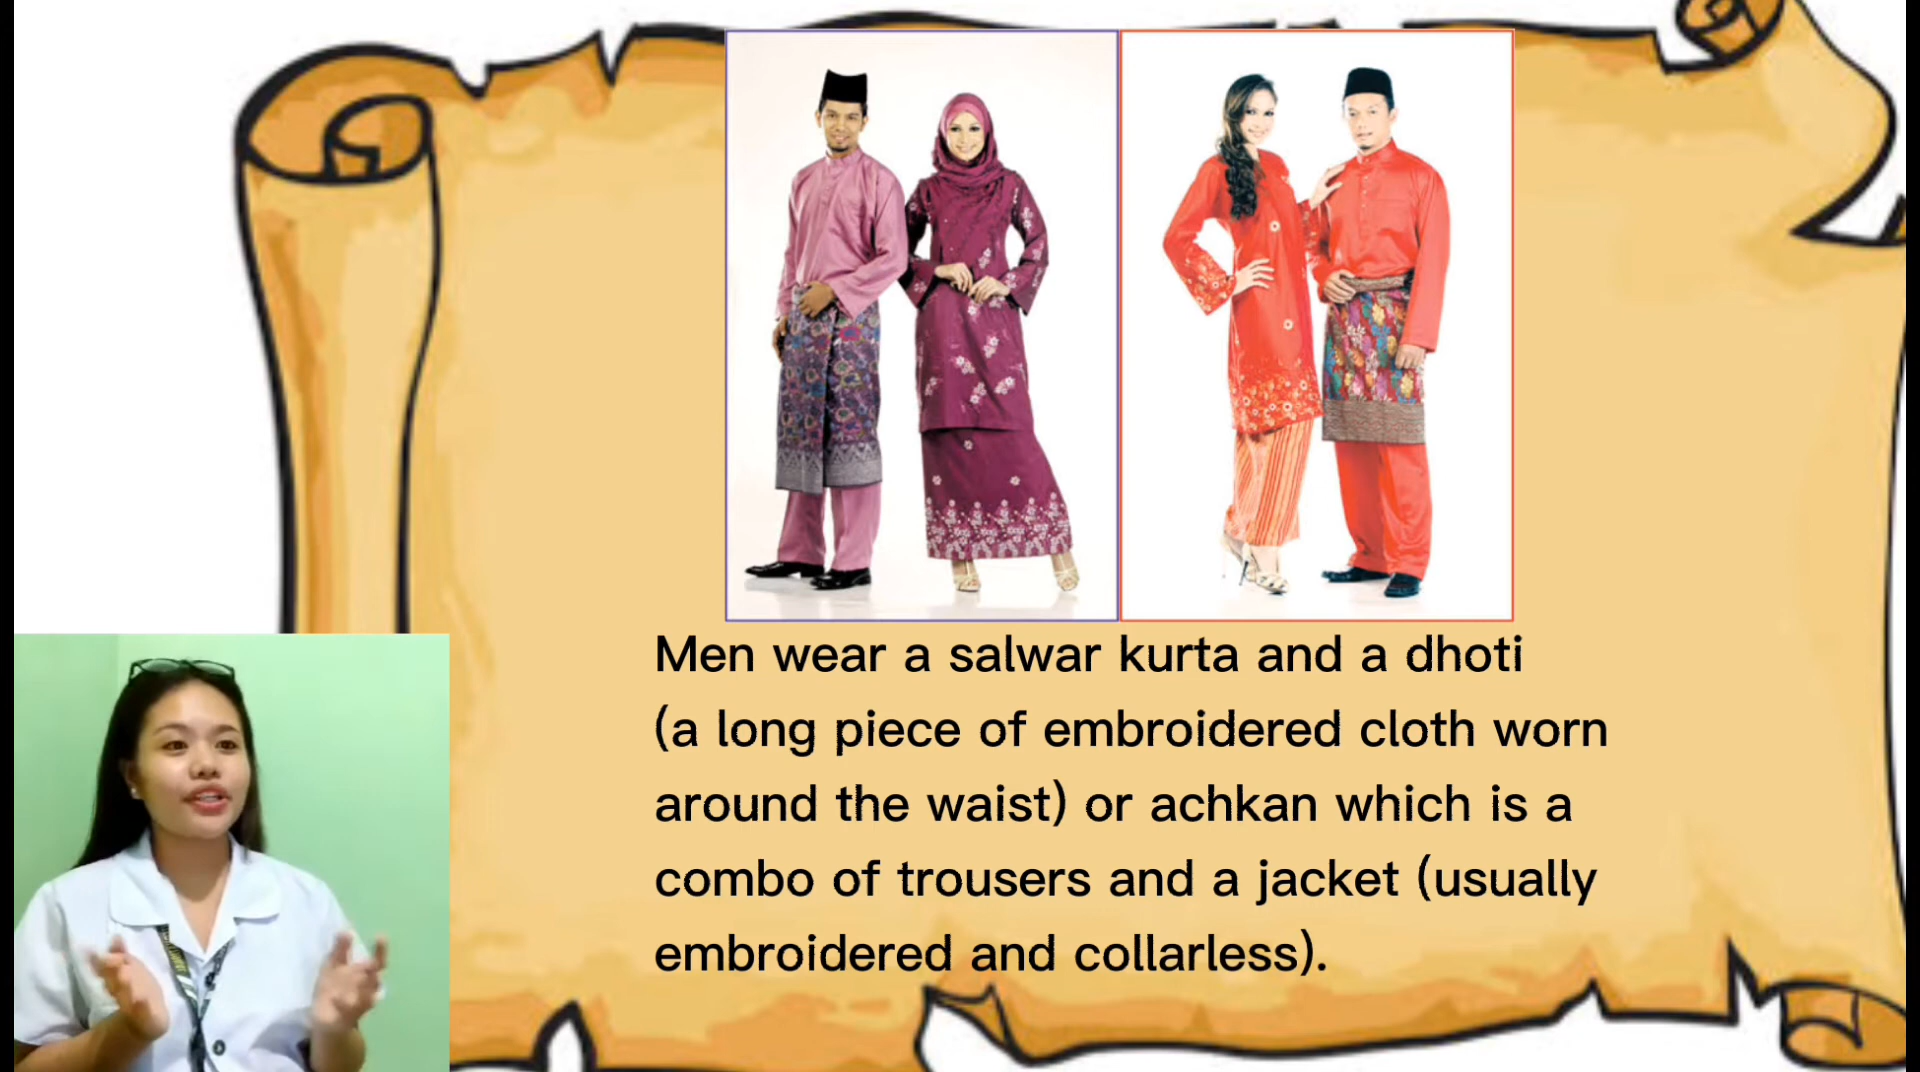 Men wear a salwar kurta and a dhoti
(a long piece of embroidered cloth worn
around the waist) or achkan which is a
combo of trousers and a jacket (usually
embroidered and collarless).